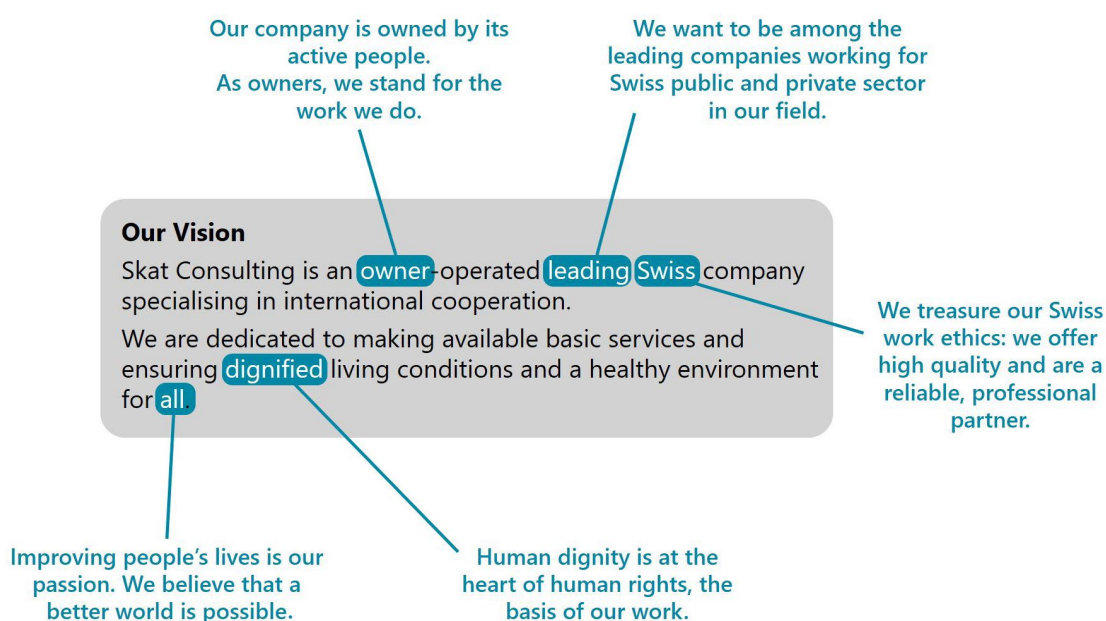 Our company is owned by its
active people.
As owners, we stand for the
work we do.
We want to be among the
leading companies working for
Swiss public and private sector
in our field.
Our Vision
Skat Consulting is an owner-operated leading Swiss company
specialising in international cooperation.
We are dedicated to making available basic services and
ensuring dignified living conditions and a healthy environment
for all.
We treasure our Swiss
work ethics: we offer
high quality and are a
reliable, professional
partner.
Improving people's lives is our
passion. We believe that a
better world is possible.
Human dignity is at the
heart of human rights, the
basis of our work.